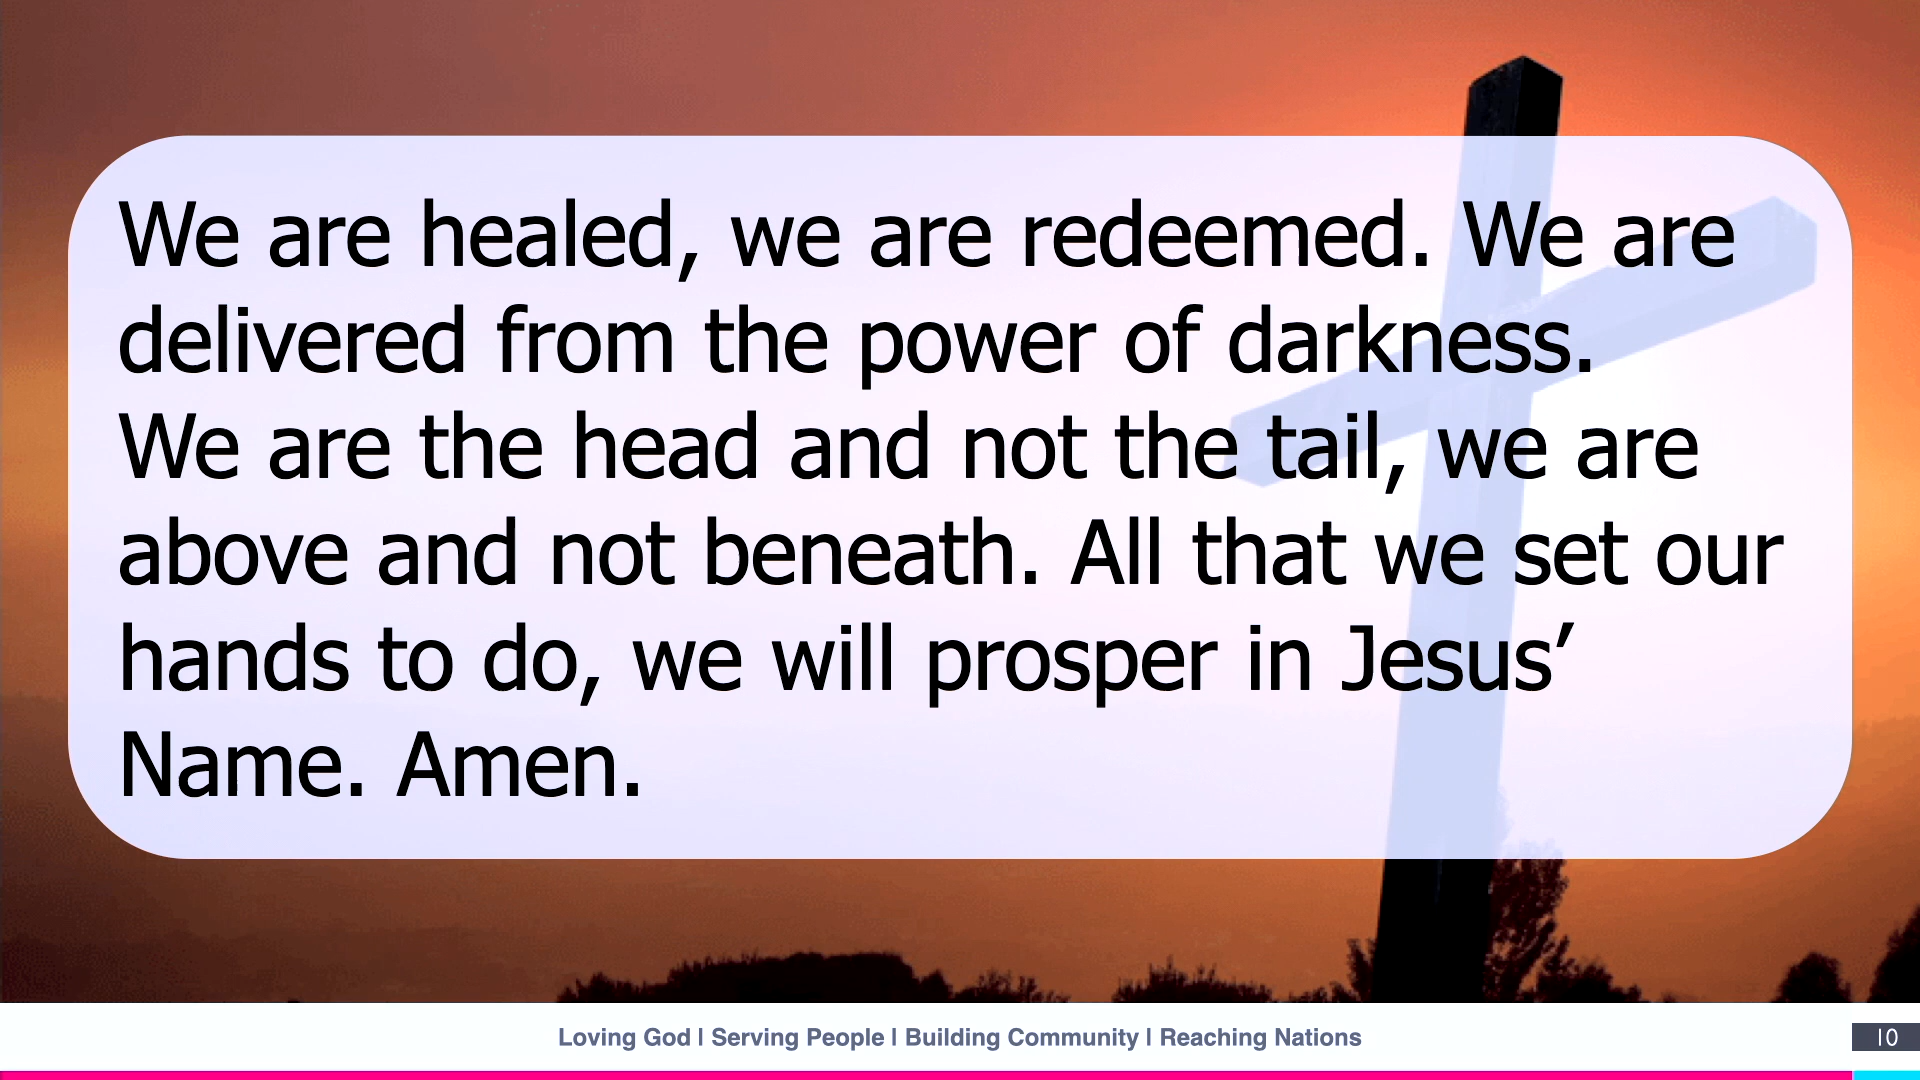 We are healed, we are redeemed. We are
delivered from the power of darkness.
We are the head and not the tail, we are
above and not beneath. All that we set our
hands to do, we will prosper in Jesus’
Name. Amen.
Loving God | Serving People | Building Community | Reaching Nations
10